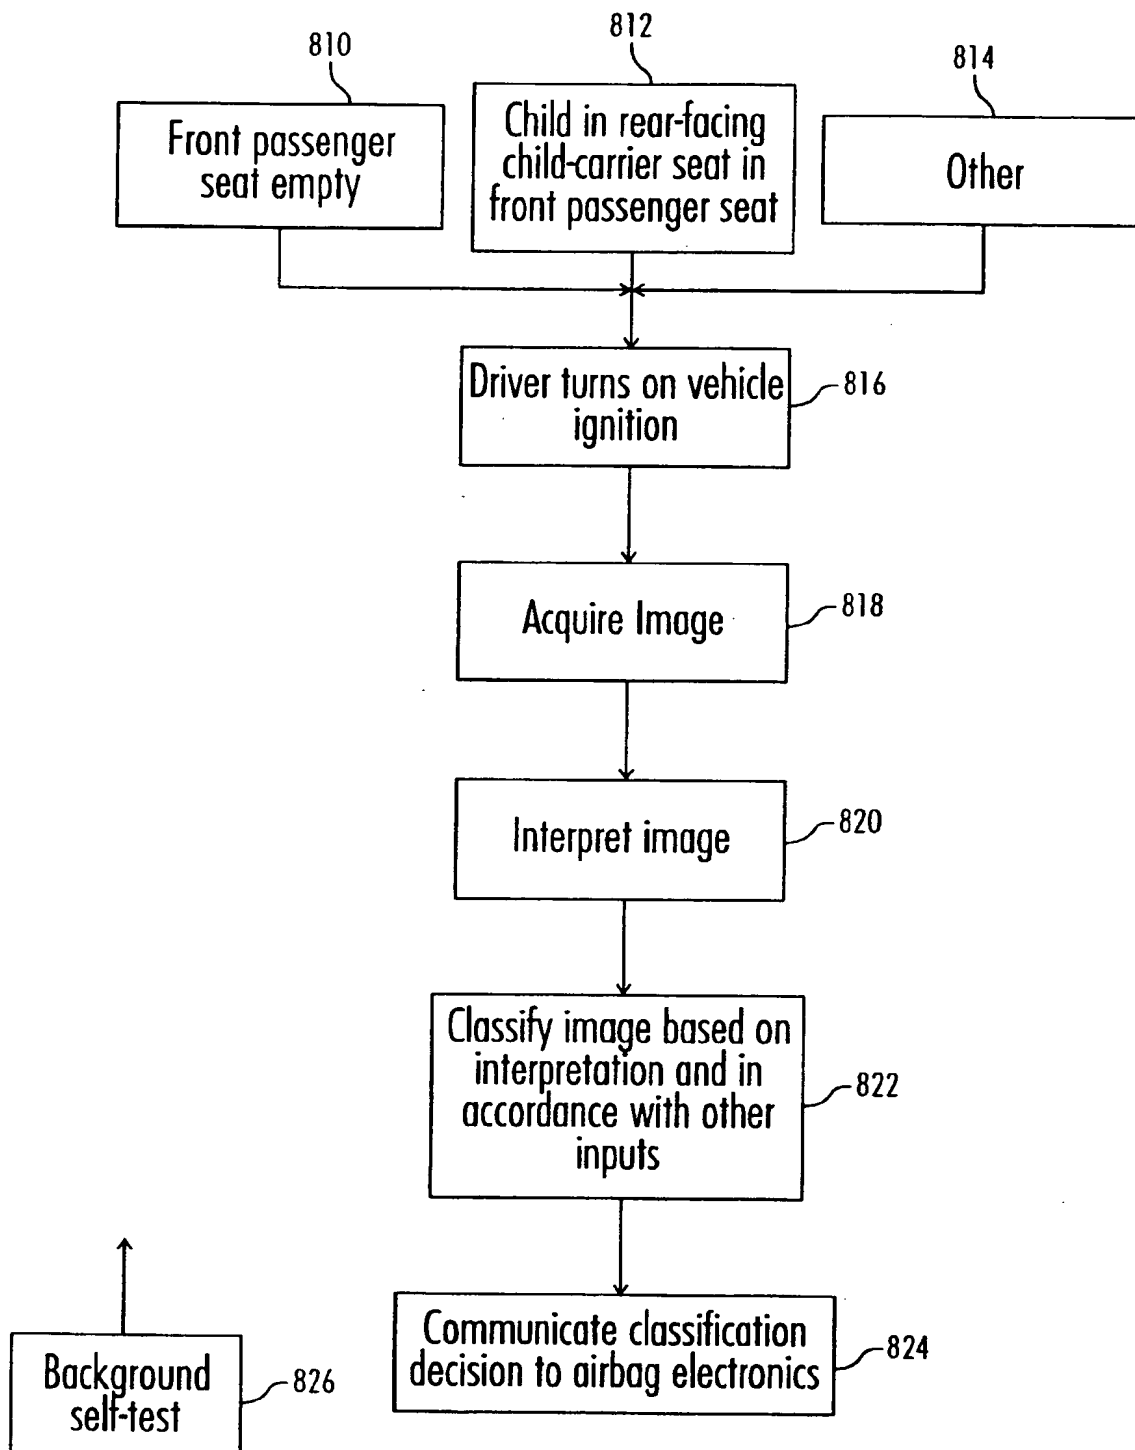 810
812
814
Front passenger
seat empty
Child in rear-facing
child-carrier seat in
front passenger seat
Other
Driver turns on vehicle
ignition
816
Acquire Image
818
Interpret image
820
Classify image based on
interpretation and in
accordance with other
inputs
822
Communicate classification
decision to airbag electronics
824
Background
self-test
826